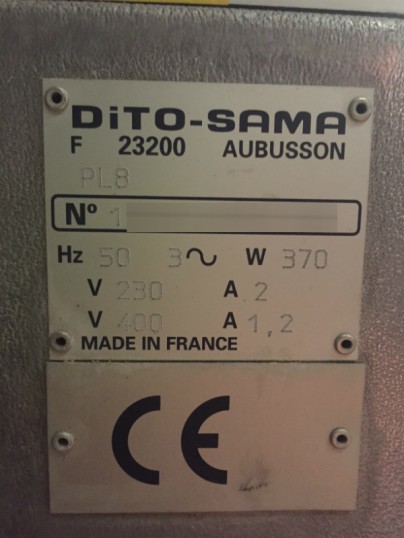 DiTO-SAMA
F 23200 AUBUSSON
PL8
Nº 1
Hz 50 3~ W 370
V 230 A 2
V 400 A 1,2
MADE IN FRANCE
CE